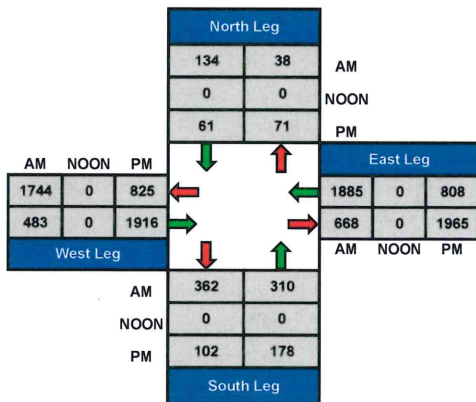 North Leg
134 38 AM
0 0 NOON
61 71 PM
AM NOON PM East Leg
1744 0 825 1885 0 808
483 0 1916 668 0 1965
West Leg AM NOON PM
AM 362 310
NOON 0 0
PM 102 178
South Leg